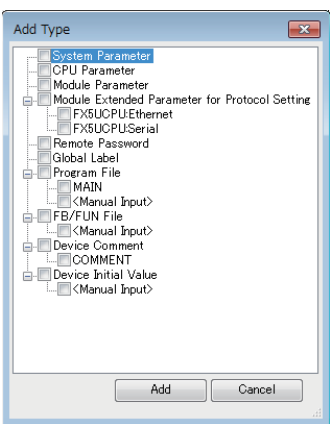 Add Type
System Parameter
CPU Parameter
Module Parameter
Module Extended Parameter for Protocol Setting
FX5UCPU:Ethernet
FX5UCPU:Serial
Remote Password
Global Label
Program File
MAIN
<Manual Input>
FB/FUN File
<Manual Input>
Device Comment
COMMENT
Device Initial Value
<Manual Input>
Add Cancel